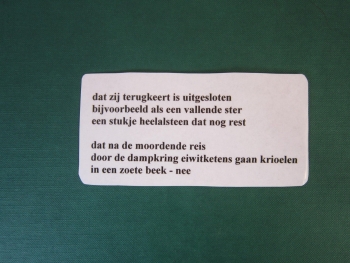 dat zij terugkeert is uitgesloten
bijvoorbeeld als een vallende ster
een stukje heelalsteen dat nog rest
dat na de moordende reis
door de dampkring eiwitketens gaan krioelen
in een zoete beek - nee